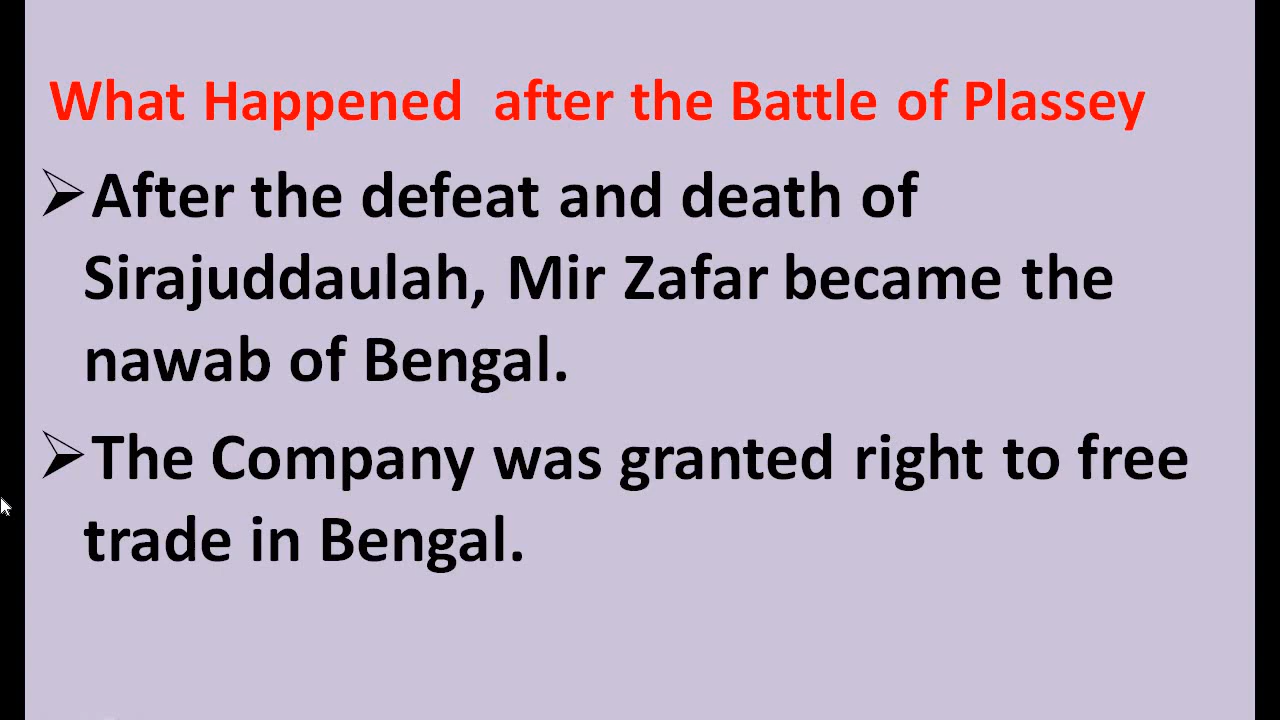 What Happened  after the Battle of Plassey
➢After the defeat and death of
Sirajuddaulah, Mir Zafar became the
nawab of Bengal.
➢The Company was granted right to free
trade in Bengal.